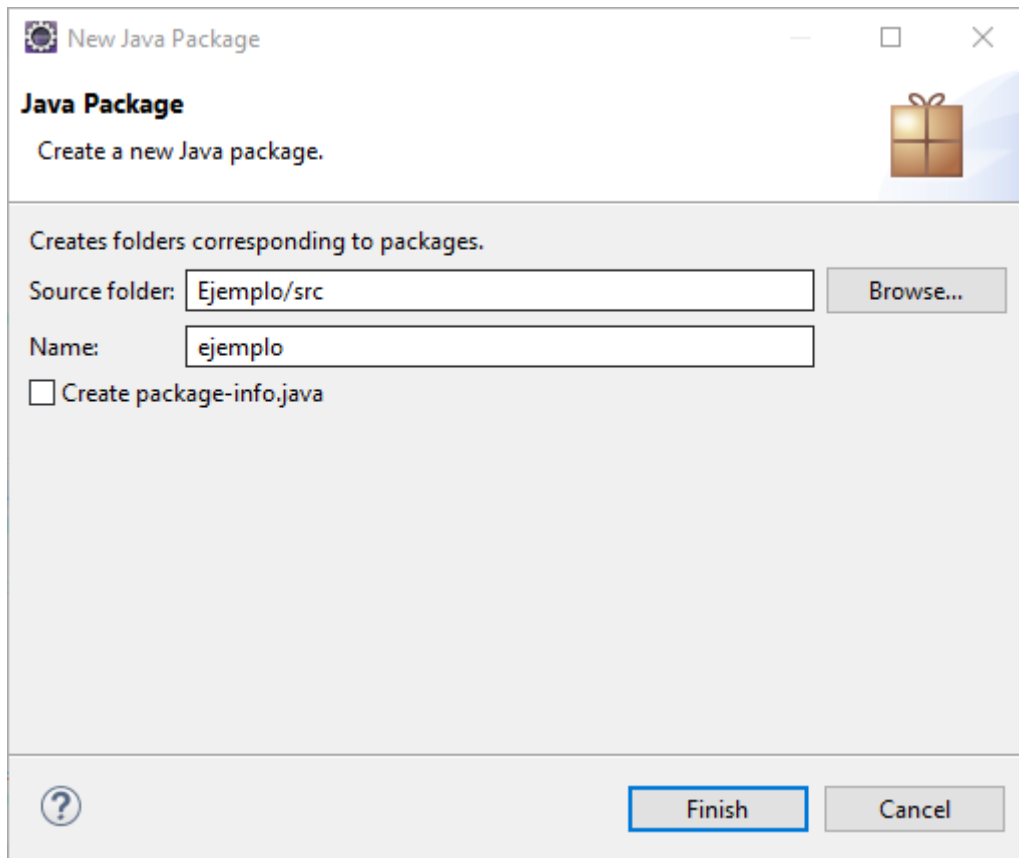 New Java Package
Java Package
Create a new Java package.
Creates folders corresponding to packages.
Source folder: Ejemplo/src Browse...
Name: ejemplo
Create package-info.java
? Finish Cancel